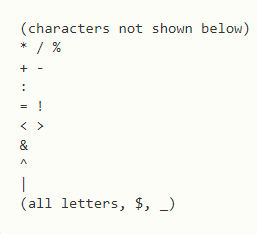 (characters not shown below)
* / %
+ -
:
= !
< >
&
^
|
(all letters, $, _)